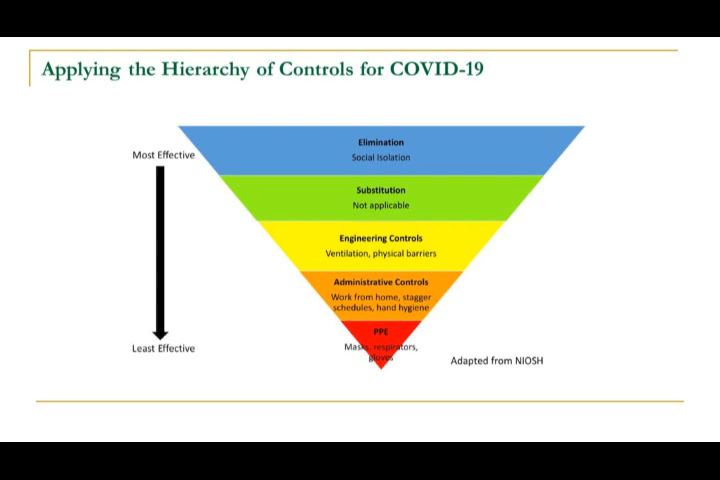 Applying the Hierarchy of Controls for COVID-19
Most Effective
Elimination
Social Isolation
Substitution
Not applicable
Engineering Controls
Ventilation, physical barriers
Administrative Controls
Work from home, stagger
schedules, hand hygiene
PPE
Masks, respirators,
gloves
Least Effective
Adapted from NIOSH